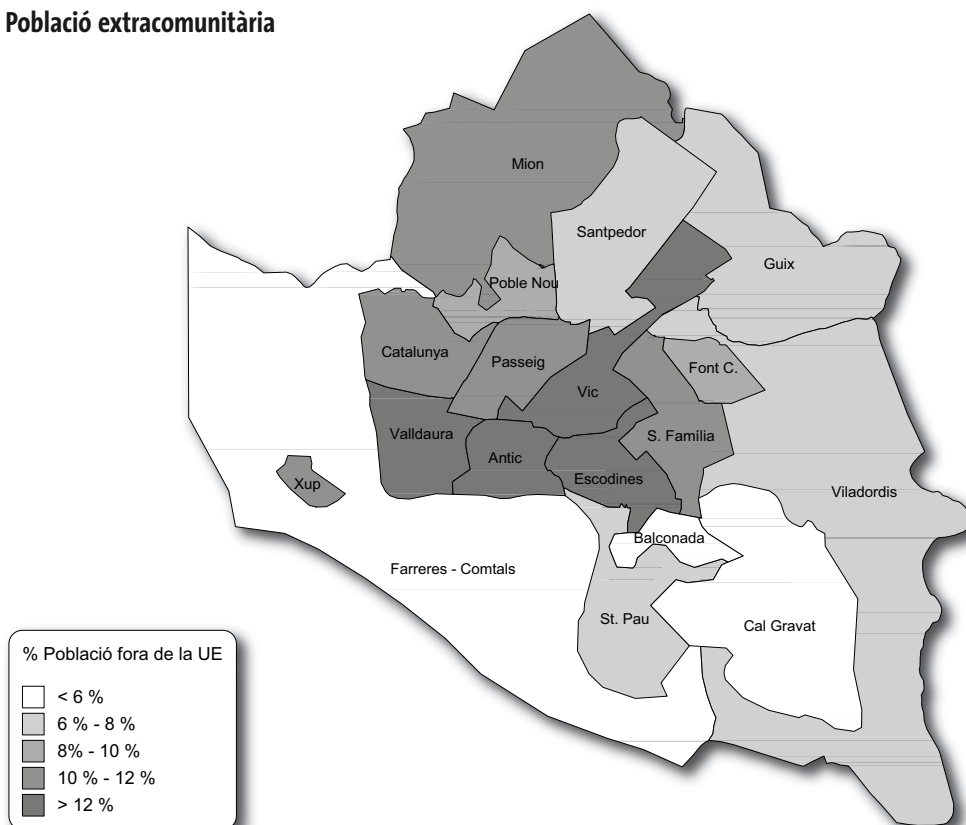 Població extracomunitària
Mion
Santpedor
Guix
Poble Nou
Catalunya
Passeig
Font C.
Vic
Valldaura
S. Família
Antic
Escodines
Xup
Viladordis
Balconada
Farreres - Comtals
St. Pau
Cal Gravat
% Població fora de la UE
< 6 %
6 % - 8 %
8% - 10 %
10 % - 12 %
> 12 %